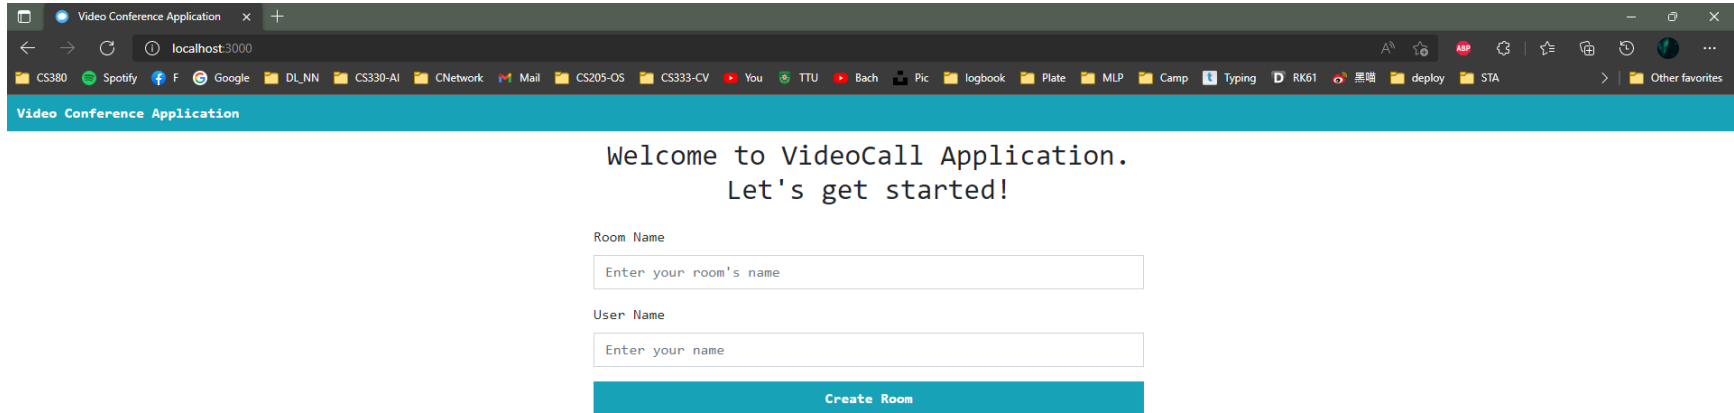 Video Conference Application
localhost:3000
CS380 Spotify F Google DL_NN CS330-AI CNetwork Mail CS205-OS CS333-CV You TTU Bach Pic logbook Plate MLP Camp Typing RK61 黑喵 deploy STA Other favorites
Video Conference Application
Welcome to VideoCall Application.
Let's get started!
Room Name
Enter your room's name
User Name
Enter your name
Create Room